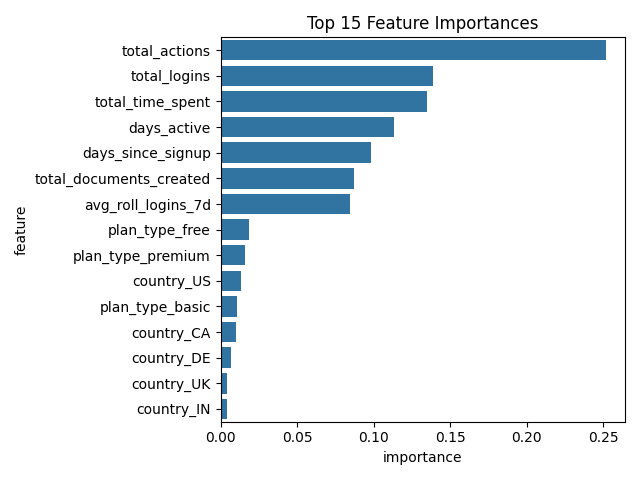 Top 15 Feature Importances
feature
total_actions
total_logins
total_time_spent
days_active
days_since_signup
total_documents_created
avg_roll_logins_7d
plan_type_free
plan_type_premium
country_US
plan_type_basic
country_CA
country_DE
country_UK
country_IN
0.00 0.05 0.10 0.15 0.20 0.25
importance